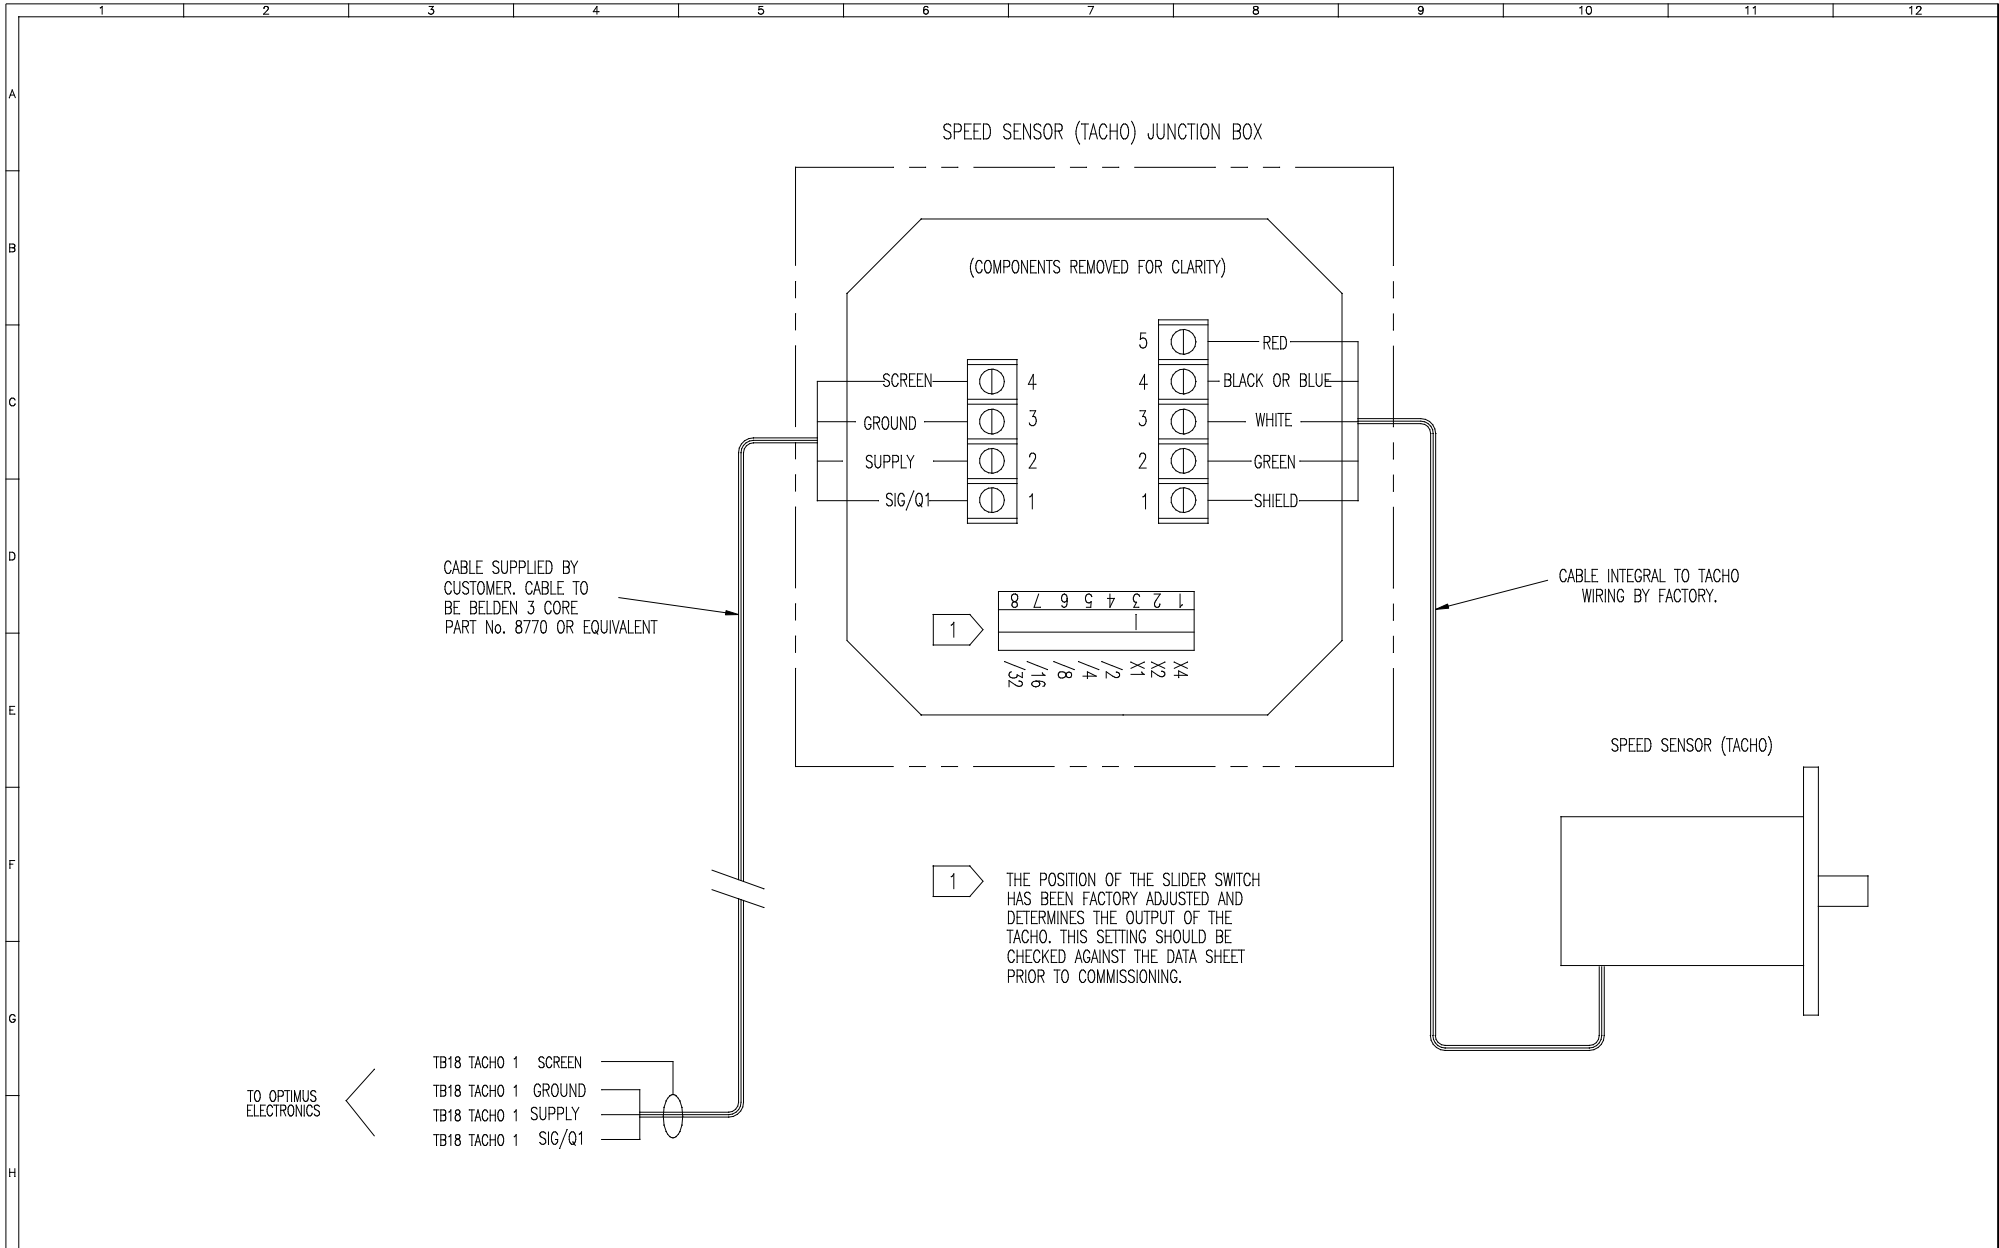 1 2 3 4 5 6 7 8 9 10 11 12
A
SPEED SENSOR (TACHO) JUNCTION BOX
B
(COMPONENTS REMOVED FOR CLARITY)
5 RED
C
SCREEN 4 4 BLACK OR BLUE
GROUND 3 3 WHITE
SUPPLY 2 2 GREEN
SIG/Q1 1 1 SHIELD
D
CABLE SUPPLIED BY
CUSTOMER. CABLE TO
BE BELDEN 3 CORE
PART No. 8770 OR EQUIVALENT
CABLE INTEGRAL TO TACHO
WIRING BY FACTORY.
8 7 6 5 4 3 2 1
1
/32 /16 /8 /4 /2 X1 X2 X4
E
SPEED SENSOR (TACHO)
F
1
THE POSITION OF THE SLIDER SWITCH
HAS BEEN FACTORY ADJUSTED AND
DETERMINES THE OUTPUT OF THE
TACHO. THIS SETTING SHOULD BE
CHECKED AGAINST THE DATA SHEET
PRIOR TO COMMISSIONING.
G
TO OPTIMUS
ELECTRONICS
TB18 TACHO 1 SCREEN
TB18 TACHO 1 GROUND
TB18 TACHO 1 SUPPLY
TB18 TACHO 1 SIG/Q1
H